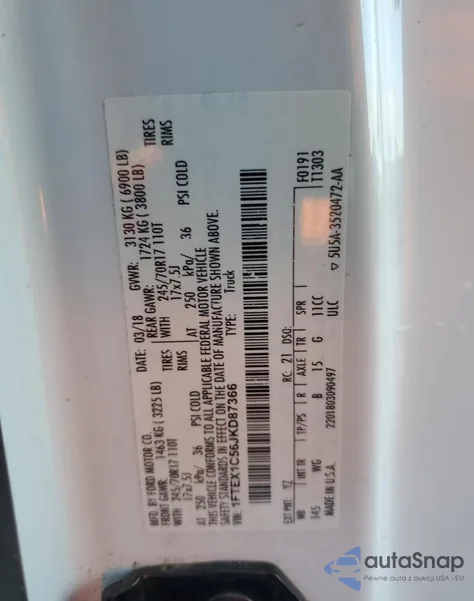 MFD. BY FORD MOTOR CO.
DATE: 03/18 GVWR: 3130 KG ( 6900 LB)
FRONT GAWR: 1463 KG ( 3225 LB) REAR GAWR: 1724 KG ( 3800 LB)
WITH 245/70R17 110T TIRES WITH 245/70R17 110T TIRES
17x7.5J RIMS 17x7.5J RIMS
AT 250 kPa/ 36 PSI COLD AT 250 kPa/ 36 PSI COLD
THIS VEHICLE CONFORMS TO ALL APPLICABLE FEDERAL MOTOR VEHICLE
SAFETY STANDARDS IN EFFECT ON THE DATE OF MANUFACTURE SHOWN ABOVE.
VIN: 1FTEX1C56JKD87366 TYPE: Truck
F0191
T1303
EXT PNT: YZ RC: 21 DSO:
WB INT TR TP/PS R AXLE TR SPR
145 WG B 15 G 11CC
2201803090497 ULC
MADE IN U.S.A. ▽ 5U5A-3520472-AA
autoSnap
Pewne auta z aukcji USA - EU